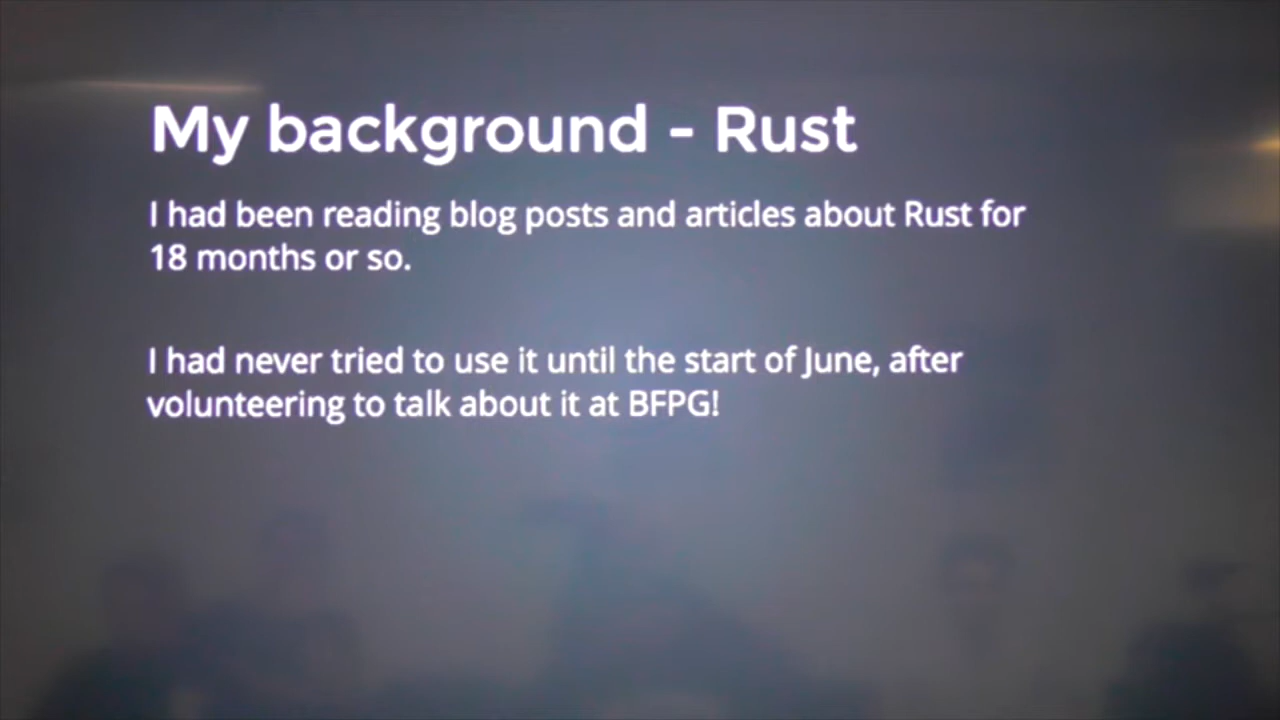 My background - Rust
I had been reading blog posts and articles about Rust for
18 months or so.
I had never tried to use it until the start of June, after
volunteering to talk about it at BFPG!